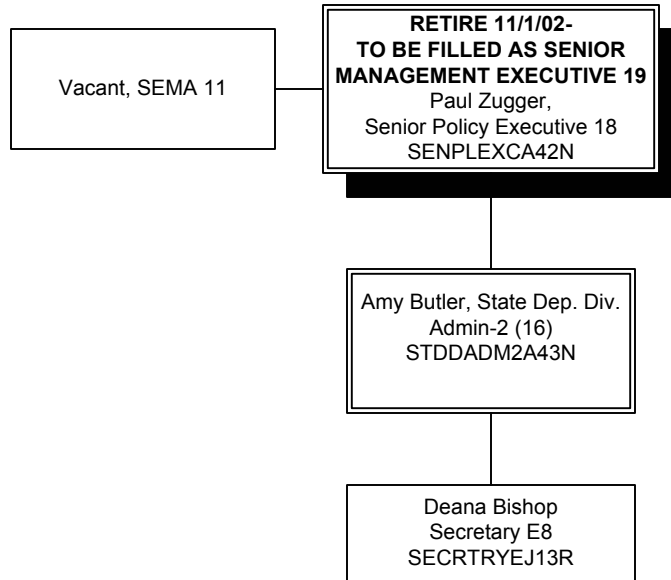 Vacant, SEMA 11
RETIRE 11/1/02-
TO BE FILLED AS SENIOR
MANAGEMENT EXECUTIVE 19
Paul Zugger,
Senior Policy Executive 18
SENPLEXCA42N
Amy Butler, State Dep. Div.
Admin-2 (16)
STDDADM2A43N
Deana Bishop
Secretary E8
SECRTRYEJ13R